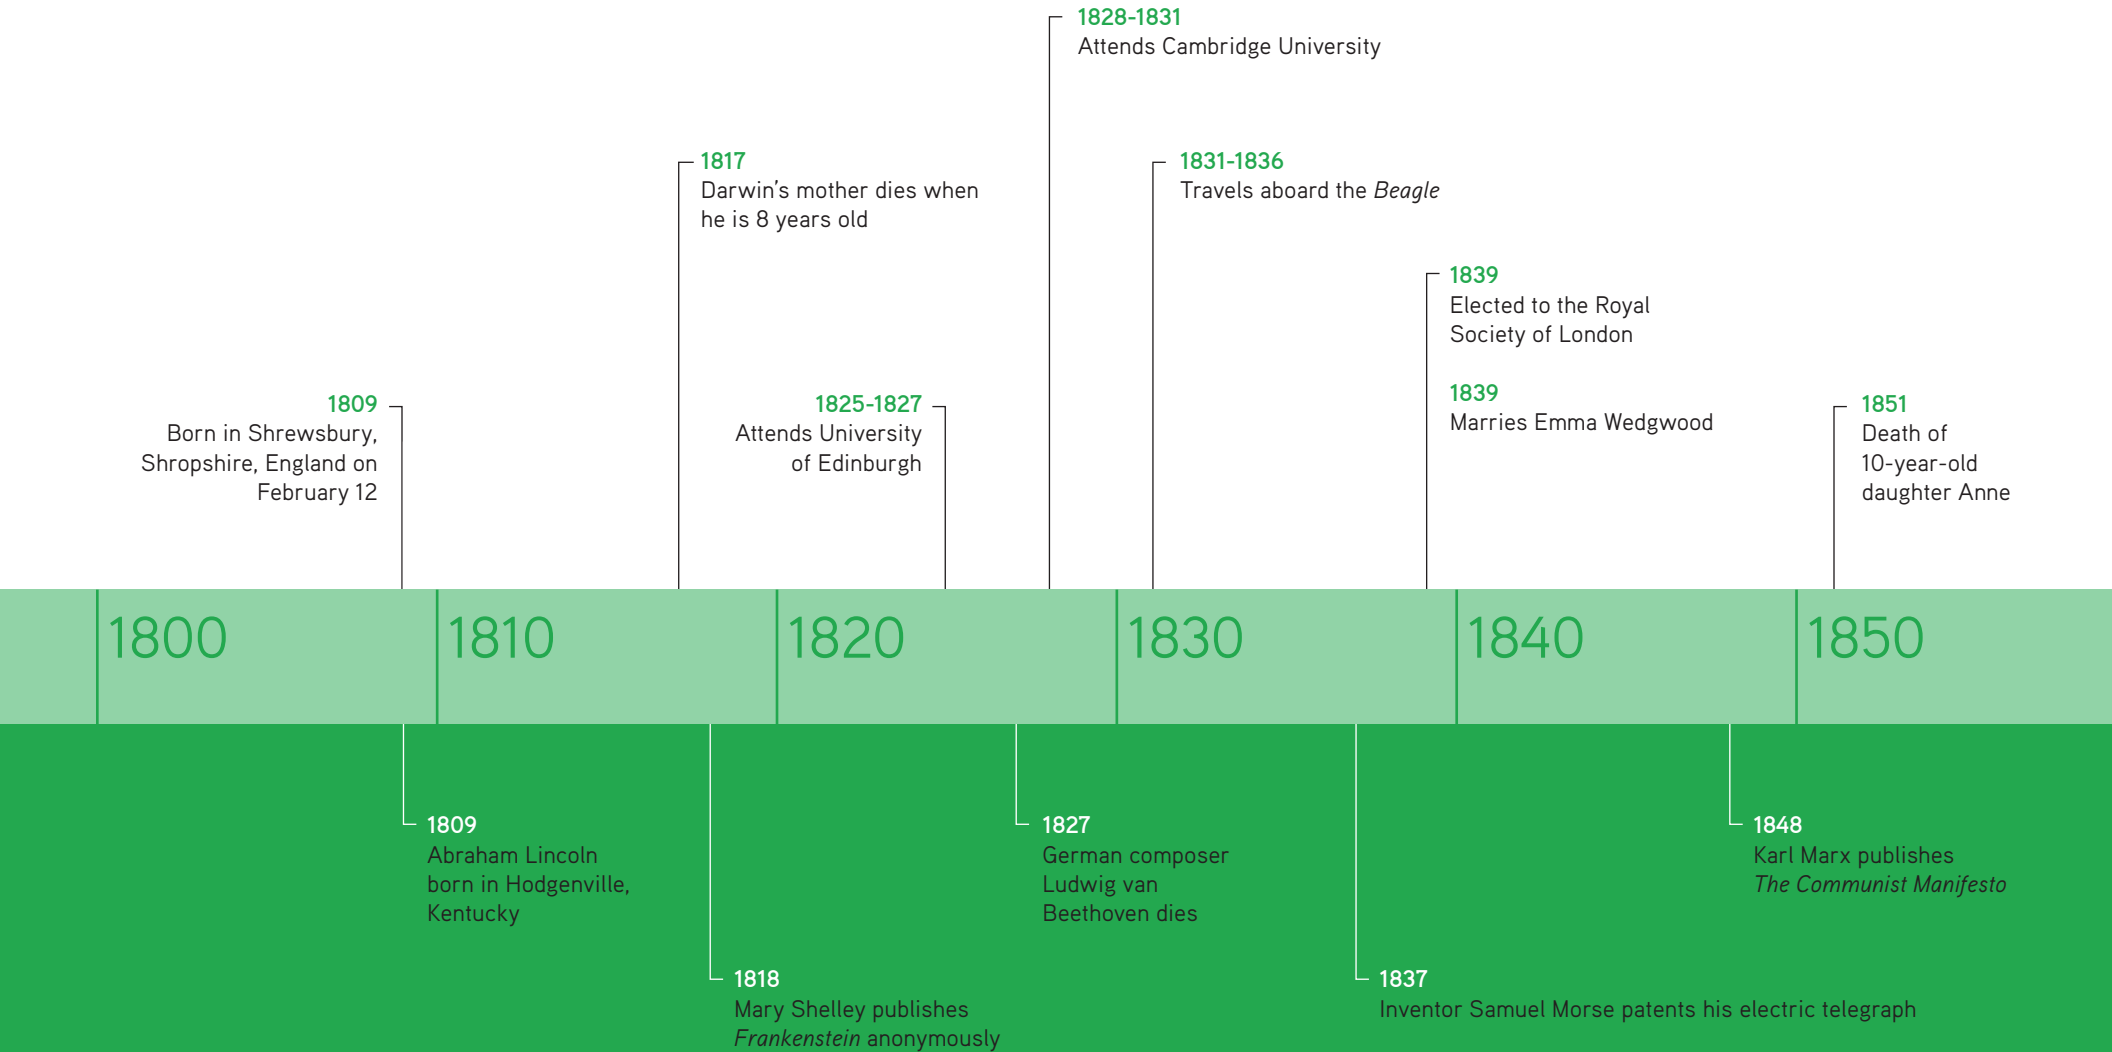 1828-1831
Attends Cambridge University
1817
Darwin's mother dies when
he is 8 years old
1831-1836
Travels aboard the Beagle
1839
Elected to the Royal
Society of London
1839
Marries Emma Wedgwood
1809
Born in Shrewsbury,
Shropshire, England on
February 12
1825-1827
Attends University
of Edinburgh
1851
Death of
10-year-old
daughter Anne
1800
1810
1820
1830
1840
1850
1809
Abraham Lincoln
born in Hodgenville,
Kentucky
1818
Mary Shelley publishes
Frankenstein anonymously
1827
German composer
Ludwig van
Beethoven dies
1837
Inventor Samuel Morse patents his electric telegraph
1848
Karl Marx publishes
The Communist Manifesto